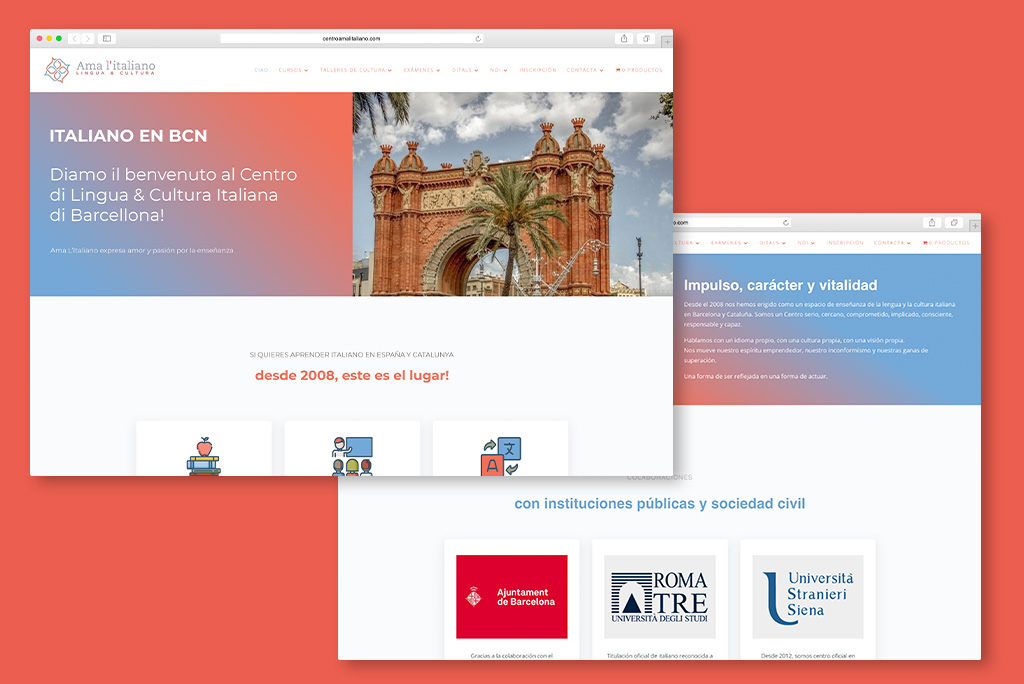 centroamalitaliano.com
Ama l'italiano
LINGUA & CULTURA
CIAO CURSOS TALLERES DE CULTURA EXÁMENES DITALS NOI INSCRIPCIÓN CONTACTA 0 PRODUCTOS
ITALIANO EN BCN
Diamo il benvenuto al Centro
di Lingua & Cultura Italiana
di Barcellona!
Ama L'Italiano expresa amor y pasión por la enseñanza
SI QUIERES APRENDER ITALIANO EN ESPAÑA Y CATALUNYA
desde 2008, este es el lugar!
文
A
EXÁMENES DITALS NOI INSCRIPCIÓN CONTACTA 0 PRODUCTOS
Impulso, carácter y vitalidad
Desde el 2008 nos hemos erigido como un espacio de enseñanza de la lengua y la cultura italiana
en Barcelona y Cataluña. Somos un Centro serio, cercano, comprometido, implicado, consciente,
responsable y capaz.
Hablamos con un idioma propio, con una cultura propia, con una visión propia.
Nos mueve nuestro espíritu emprendedor, nuestro inconformismo y nuestras ganas de
superación.
Una forma de ser reflejada en una forma de actuar.
COLABORACIONES
con instituciones públicas y sociedad civil
Ajuntament
de Barcelona
ROMA
TRE
UNIVERSITÀ DEGLI STUDI
Università
Stranieri
Siena
Gracias a la colaboración con el
Titulación oficial de italiano reconocida a
Desde 2012, somos centro oficial en